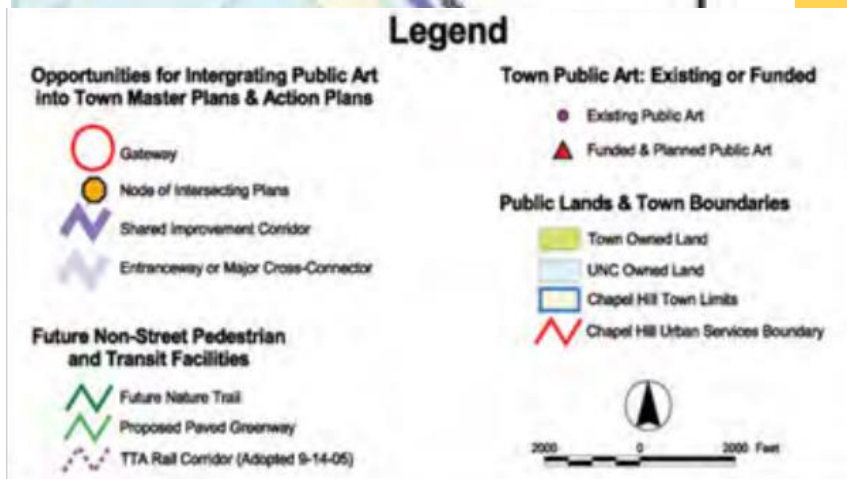 Legend
Opportunities for Intergrating Public Art
into Town Master Plans & Action Plans
Gateway
Node of Intersecting Plans
Shared Improvement Corridor
Entranceway or Major Cross-Connector
Future Non-Street Pedestrian
and Transit Facilities
Future Nature Trail
Proposed Paved Greenway
TTA Rail Corridor (Adopted 9-14-05)
Town Public Art: Existing or Funded
Existing Public Art
Funded & Planned Public Art
Public Lands & Town Boundaries
Town Owned Land
UNC Owned Land
Chapel Hill Town Limits
Chapel Hill Urban Services Boundary
2000 0 2000 Feet